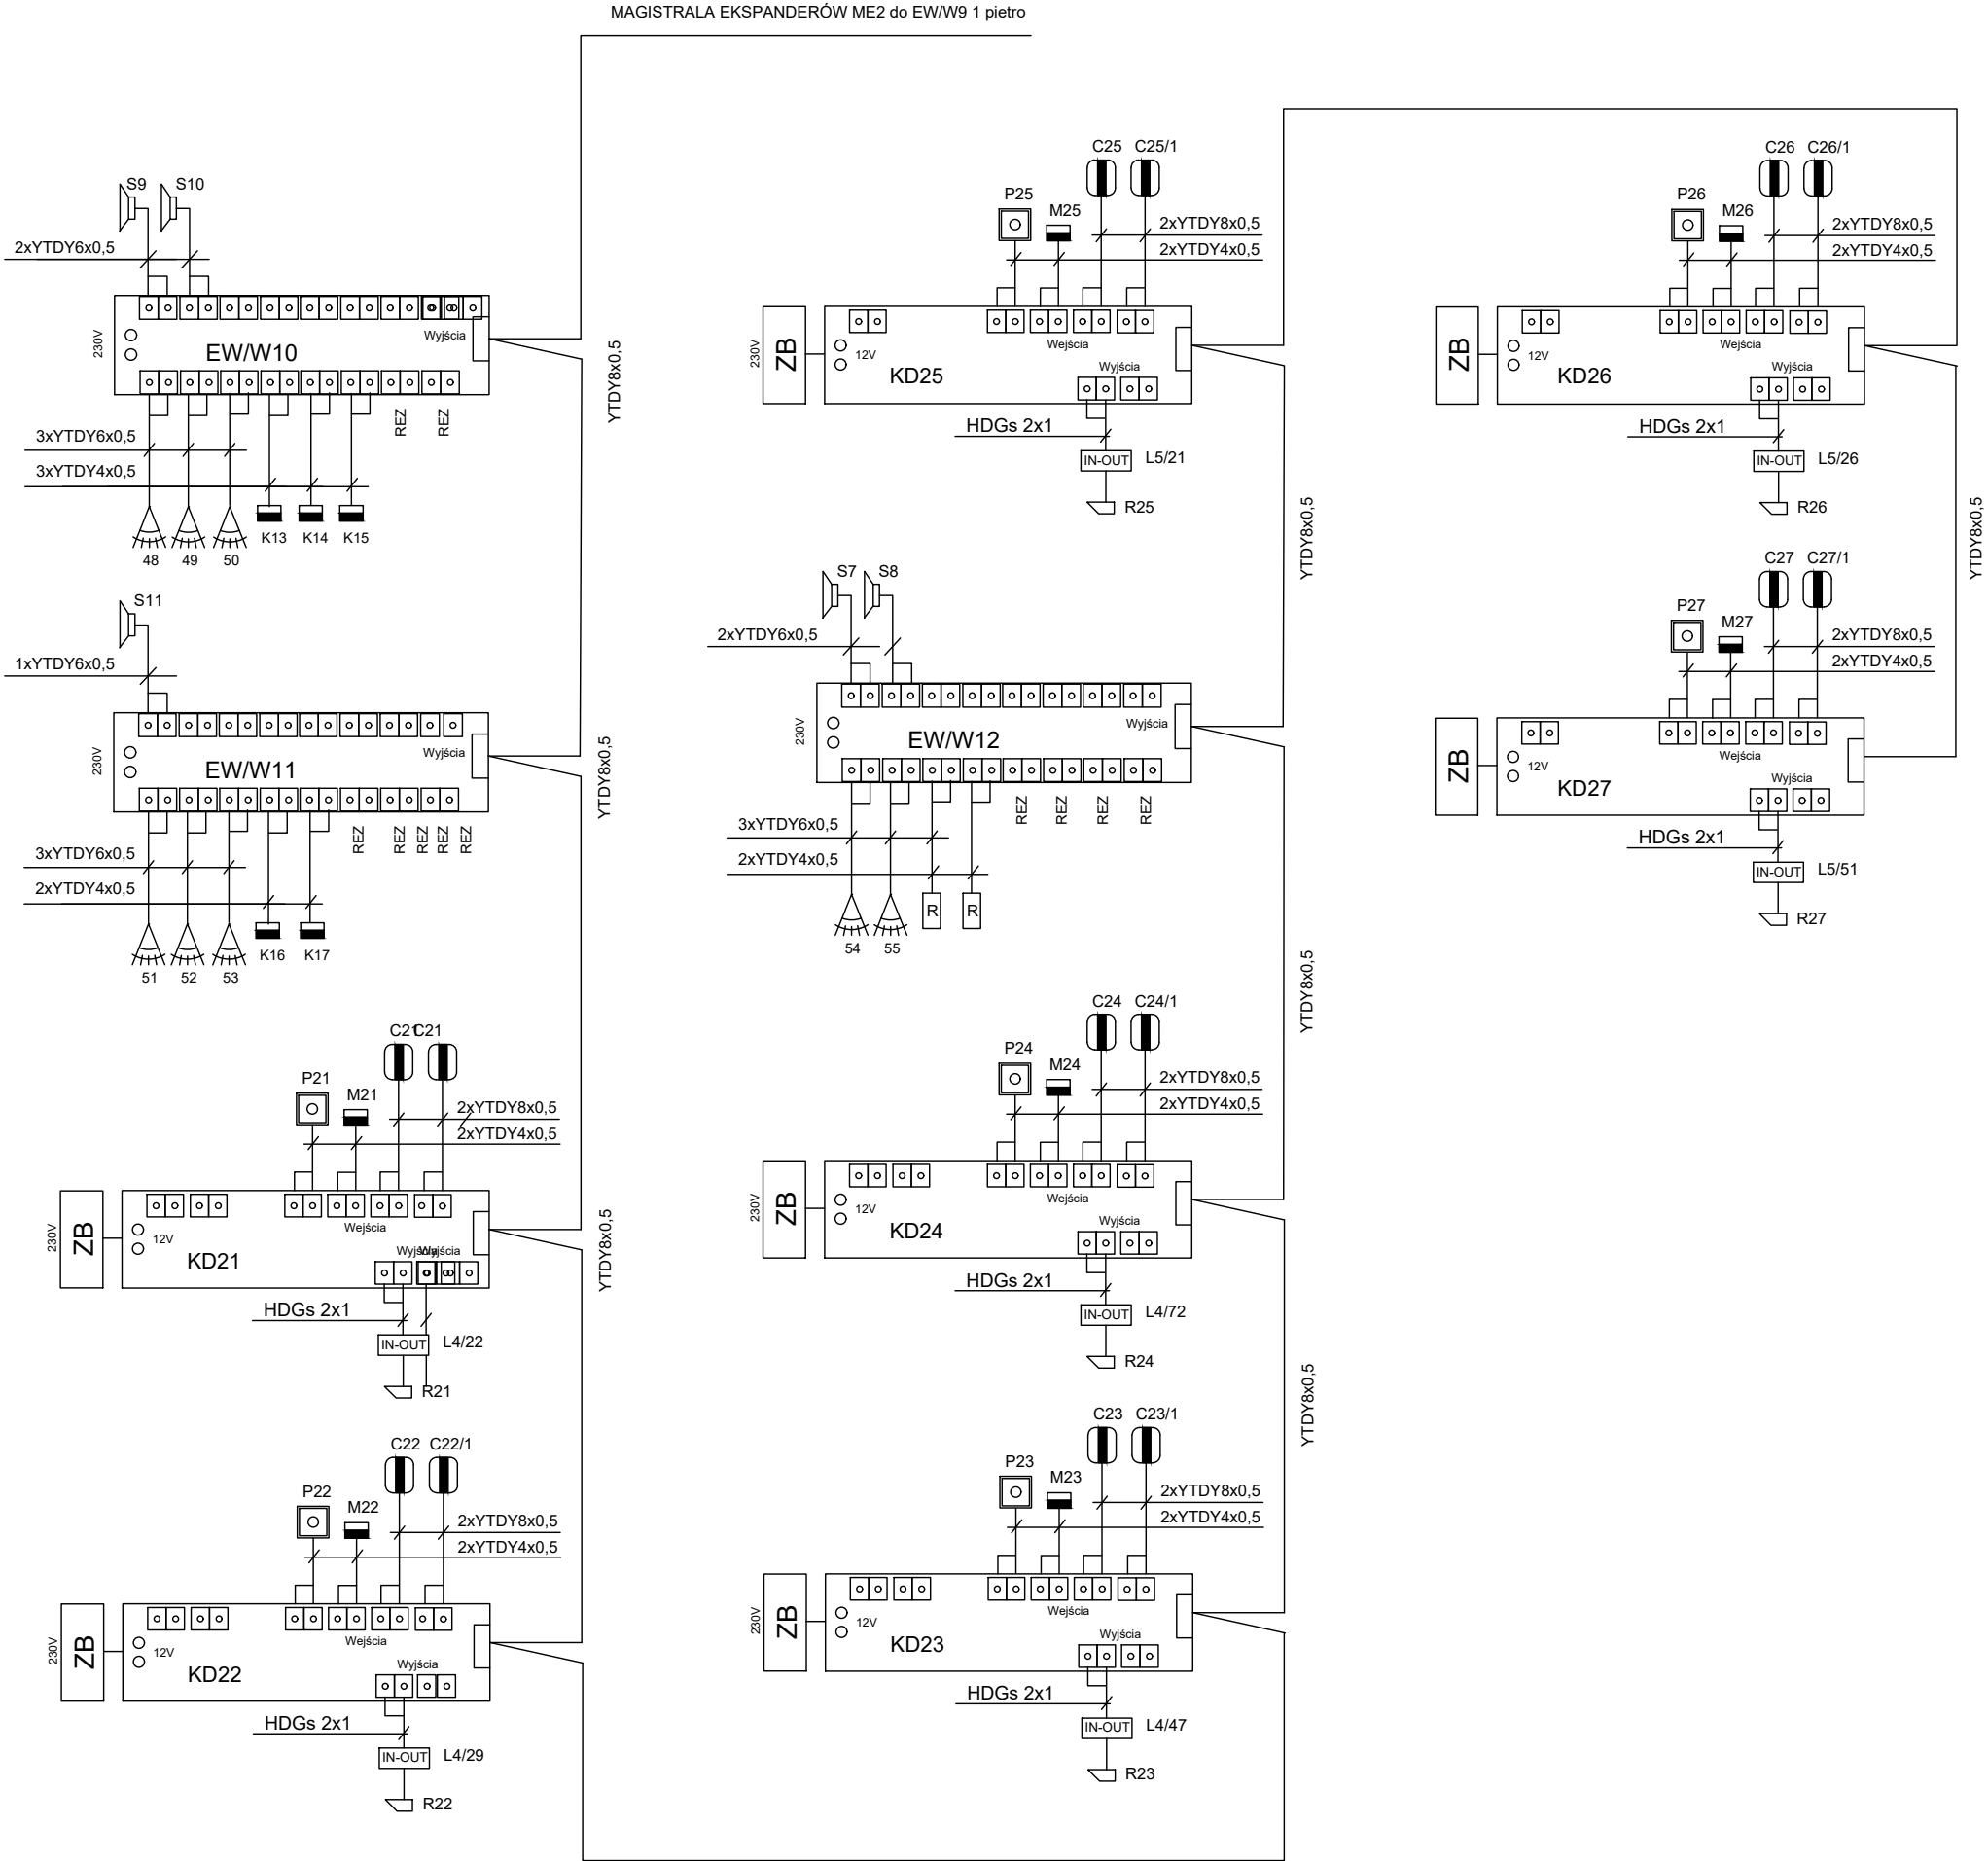 MAGISTRALA EKSPANDERÓW ME2 do EW/W9 1 pietro
S9
S10
2xYTDY6x0,5
230V
Wyjścia
EW/W10
REZ
REZ
3xYTDY6x0,5
3xYTDY4x0,5
48
49
50
K13
K14
K15
YTDY8x0,5
S11
1xYTDY6x0,5
230V
Wyjścia
EW/W11
REZ
REZ
REZ
REZ
REZ
3xYTDY6x0,5
2xYTDY4x0,5
51
52
53
K16
K17
YTDY8x0,5
C21
C21
P21
M21
2xYTDY8x0,5
2xYTDY4x0,5
230V
ZB
12V
Wejścia
KD21
Wyjścia
Wyjścia
HDGs 2x1
IN-OUT
L4/22
R21
YTDY8x0,5
C22
C22/1
P22
M22
2xYTDY8x0,5
2xYTDY4x0,5
230V
ZB
12V
Wejścia
KD22
Wyjścia
HDGs 2x1
IN-OUT
L4/29
R22
C25
C25/1
P25
M25
2xYTDY8x0,5
2xYTDY4x0,5
230V
ZB
12V
Wejścia
KD25
Wyjścia
HDGs 2x1
IN-OUT
L5/21
R25
YTDY8x0,5
S7
S8
2xYTDY6x0,5
230V
Wyjścia
EW/W12
REZ
REZ
REZ
REZ
3xYTDY6x0,5
2xYTDY4x0,5
R
R
54
55
YTDY8x0,5
C24
C24/1
P24
M24
2xYTDY8x0,5
2xYTDY4x0,5
230V
ZB
12V
Wejścia
KD24
Wyjścia
HDGs 2x1
IN-OUT
L4/72
R24
YTDY8x0,5
C23
C23/1
P23
M23
2xYTDY8x0,5
2xYTDY4x0,5
230V
ZB
12V
Wejścia
KD23
Wyjścia
HDGs 2x1
IN-OUT
L4/47
R23
C26
C26/1
P26
M26
2xYTDY8x0,5
2xYTDY4x0,5
230V
ZB
12V
Wejścia
KD26
Wyjścia
HDGs 2x1
IN-OUT
L5/26
R26
YTDY8x0,5
C27
C27/1
P27
M27
2xYTDY8x0,5
2xYTDY4x0,5
230V
ZB
12V
Wejścia
KD27
Wyjścia
HDGs 2x1
IN-OUT
L5/51
R27